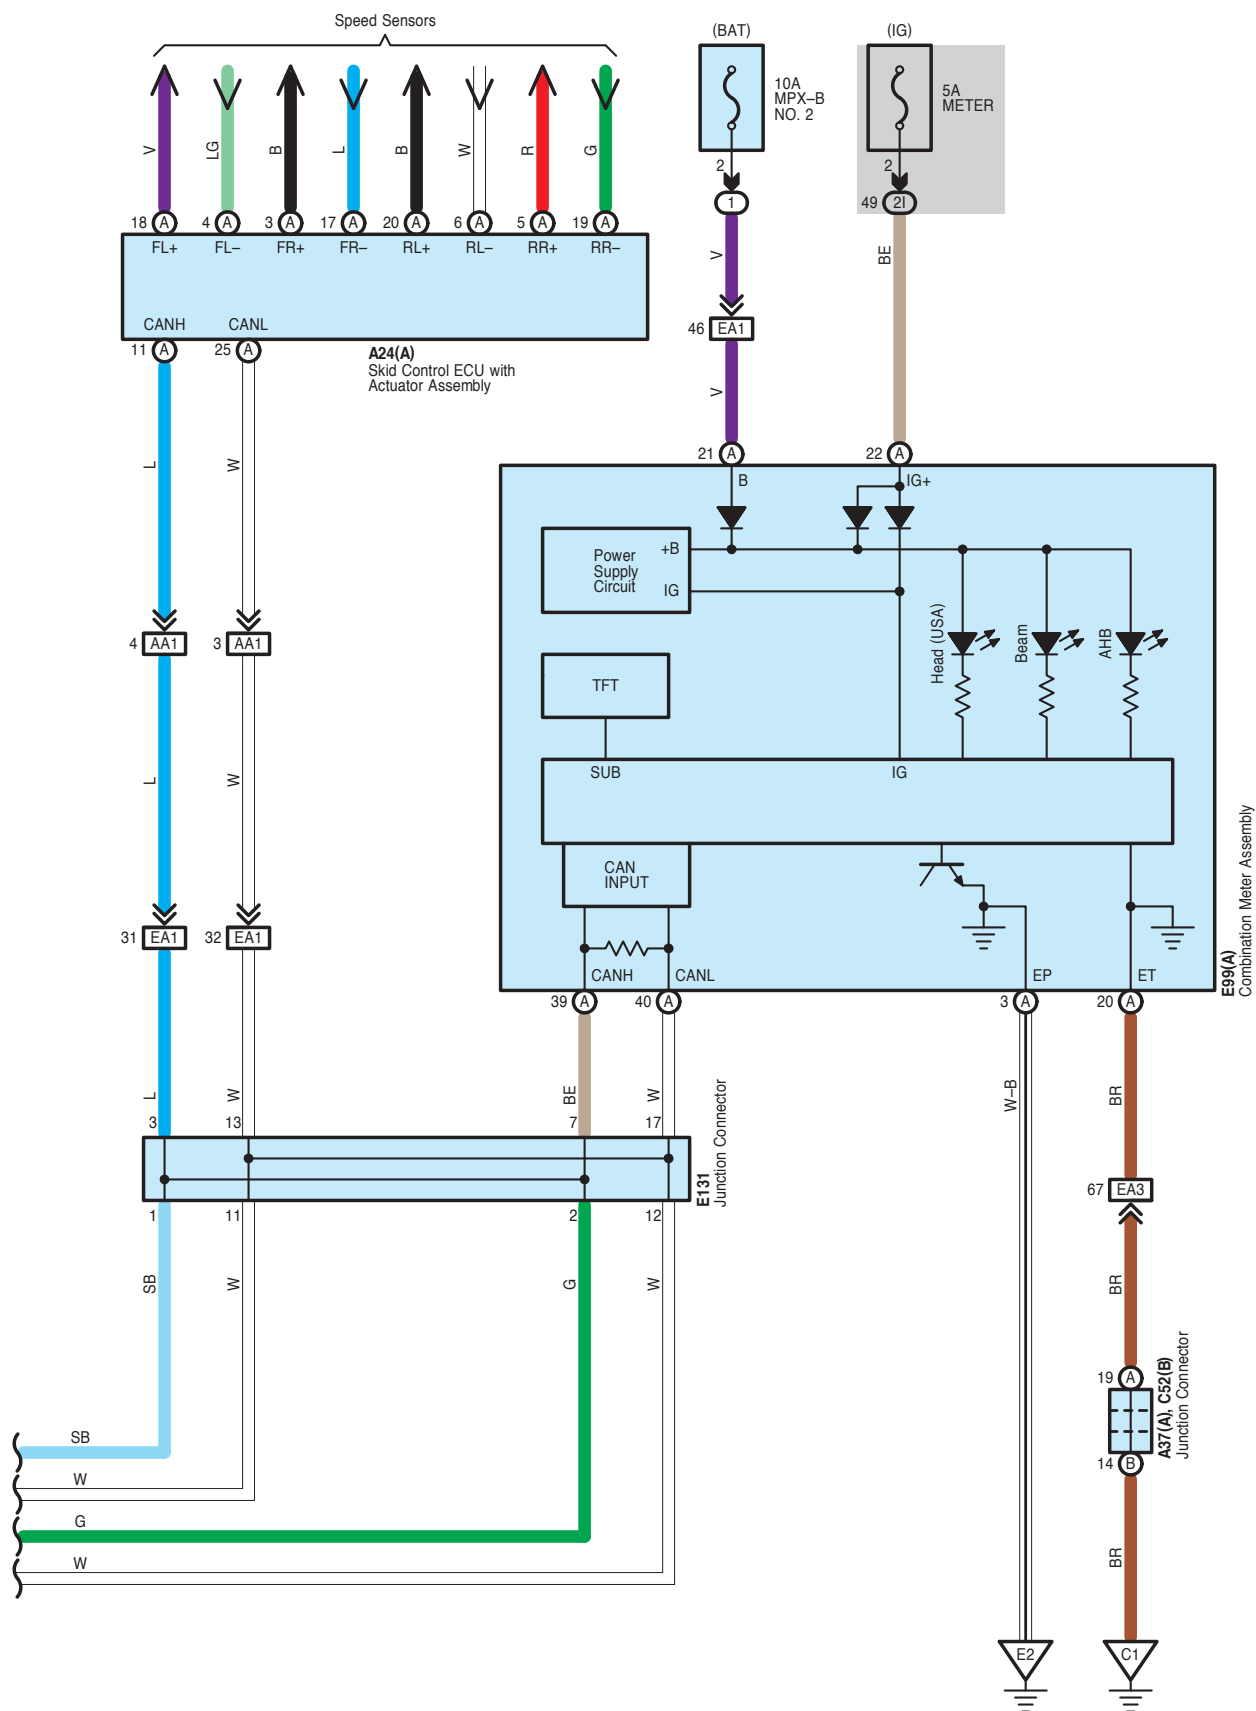 Speed Sensors
(BAT)
(IG)
10A
MPX–B
NO. 2
5A
METER
V
LG
B
L
B
W
R
G
2
2
1
49
2I
18 A
4 A
3 A
17 A
20 A
6 A
5 A
19 A
FL+
FL–
FR+
FR–
RL+
RL–
RR+
RR–
CANH
CANL
11 A
25 A
A24(A)
Skid Control ECU with
Actuator Assembly
V
BE
46 EA1
V
21 A
22 A
B
IG+
Power
Supply
Circuit
+B
IG
L
W
4 AA1
3 AA1
Head (USA)
Beam
AHB
TFT
SUB
IG
L
W
CAN
INPUT
31 EA1
32 EA1
CANH
CANL
EP
ET
E99(A)
Combination Meter Assembly
39 A
40 A
3 A
20 A
L
W
BE
W
W–B
BR
3
13
7
17
E131
Junction Connector
1
11
2
12
67 EA3
SB
W
G
W
BR
19 A
A37(A), C52(B)
Junction Connector
14 B
SB
W
G
W
BR
E2
C1